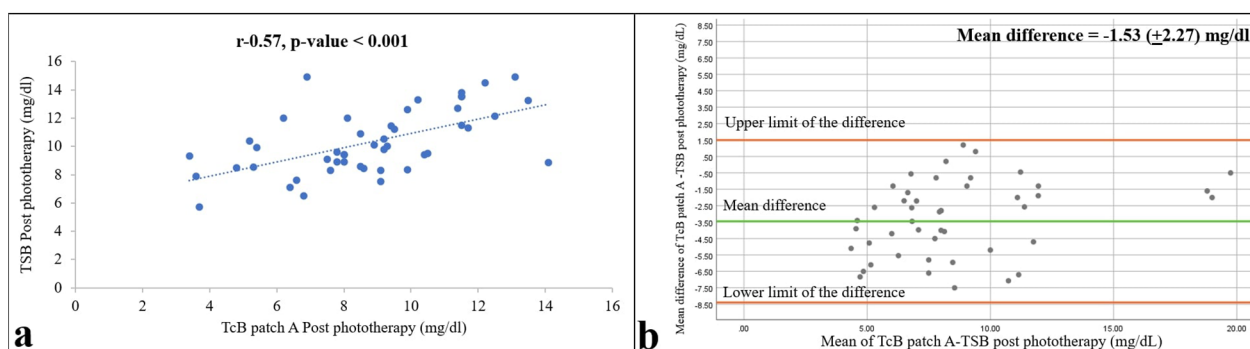 r-0.57, p-value < 0.001
TSB Post phototherapy (mg/dl)
16
14
12
10
8
6
4
2
0
0 2 4 6 8 10 12 14 16
TcB patch A Post phototherapy (mg/dl)
a
Mean difference = -1.53 (±2.27) mg/dl
Mean difference of TcB patch A -TSB post phototherapy (mg/dL)
8.50
7.50
6.50
5.50
4.50
3.50
2.50
1.50
.50
-.50
-1.50
-2.50
-3.50
-4.50
-5.50
-6.50
-7.50
-8.50
Upper limit of the difference
Mean difference
Lower limit of the difference
.00 5.00 10.00 15.00 20.00
Mean of TcB patch A-TSB post phototherapy (mg/dL)
b